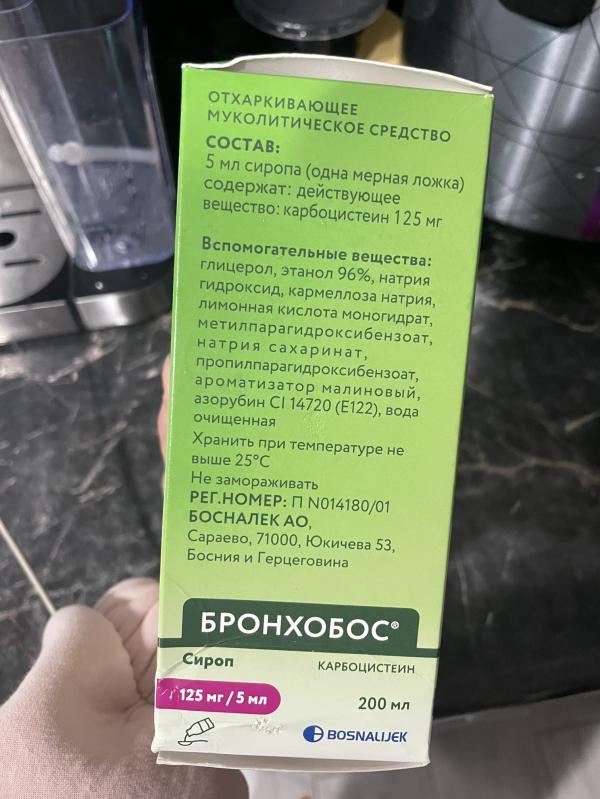 ОТХАРКИВАЮЩЕЕ
МУКОЛИТИЧЕСКОЕ СРЕДСТВО
СОСТАВ:
5 мл сиропа (одна мерная ложка)
содержат: действующее
вещество: карбоцистеин 125 мг
Вспомогательные вещества:
глицерол, этанол 96%, натрия
гидроксид, кармеллоза натрия,
лимонная кислота моногидрат,
метилпарагидроксибензоат,
натрия сахаринат,
пропилпарагидроксибензоат,
ароматизатор малиновый,
азорубин CI 14720 (E122), вода
очищенная
Хранить при температуре не
выше 25°C
Не замораживать
РЕГ.НОМЕР: П N014180/01
БОСНАЛЕК АО,
Сараево, 71000, Юкичева 53,
Босния и Герцеговина
БРОНХОБОС®
Сироп КАРБОЦИСТЕИН
125 мг / 5 мл 200 мл
BOSNALIJEK